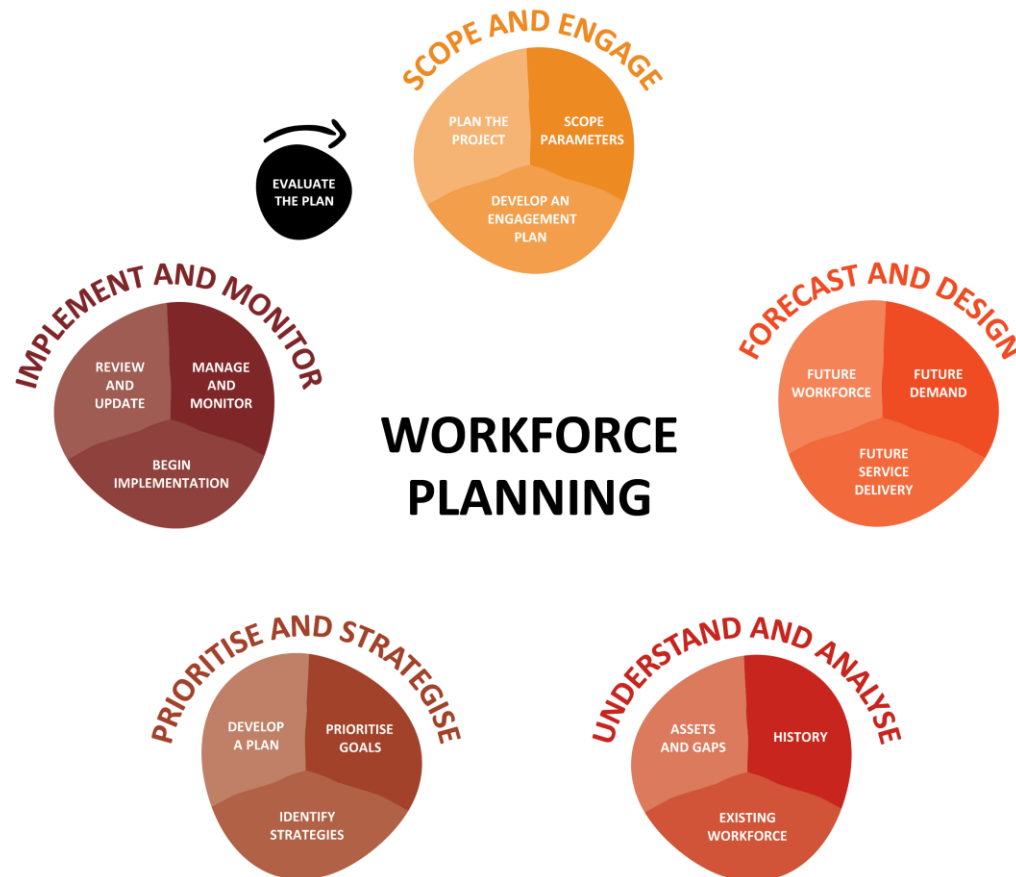 SCOPE AND ENGAGE
PLAN THE
PROJECT
SCOPE
PARAMETERS
DEVELOP AN
ENGAGEMENT
PLAN
EVALUATE
THE PLAN
FORECAST AND DESIGN
FUTURE
WORKFORCE
FUTURE
DEMAND
FUTURE
SERVICE
DELIVERY
IMPLEMENT AND MONITOR
REVIEW
AND
UPDATE
MANAGE
AND
MONITOR
BEGIN
IMPLEMENTATION
WORKFORCE
PLANNING
PRIORITISE AND STRATEGISE
DEVELOP
A PLAN
PRIORITISE
GOALS
IDENTIFY
STRATEGIES
UNDERSTAND AND ANALYSE
ASSETS
AND GAPS
HISTORY
EXISTING
WORKFORCE